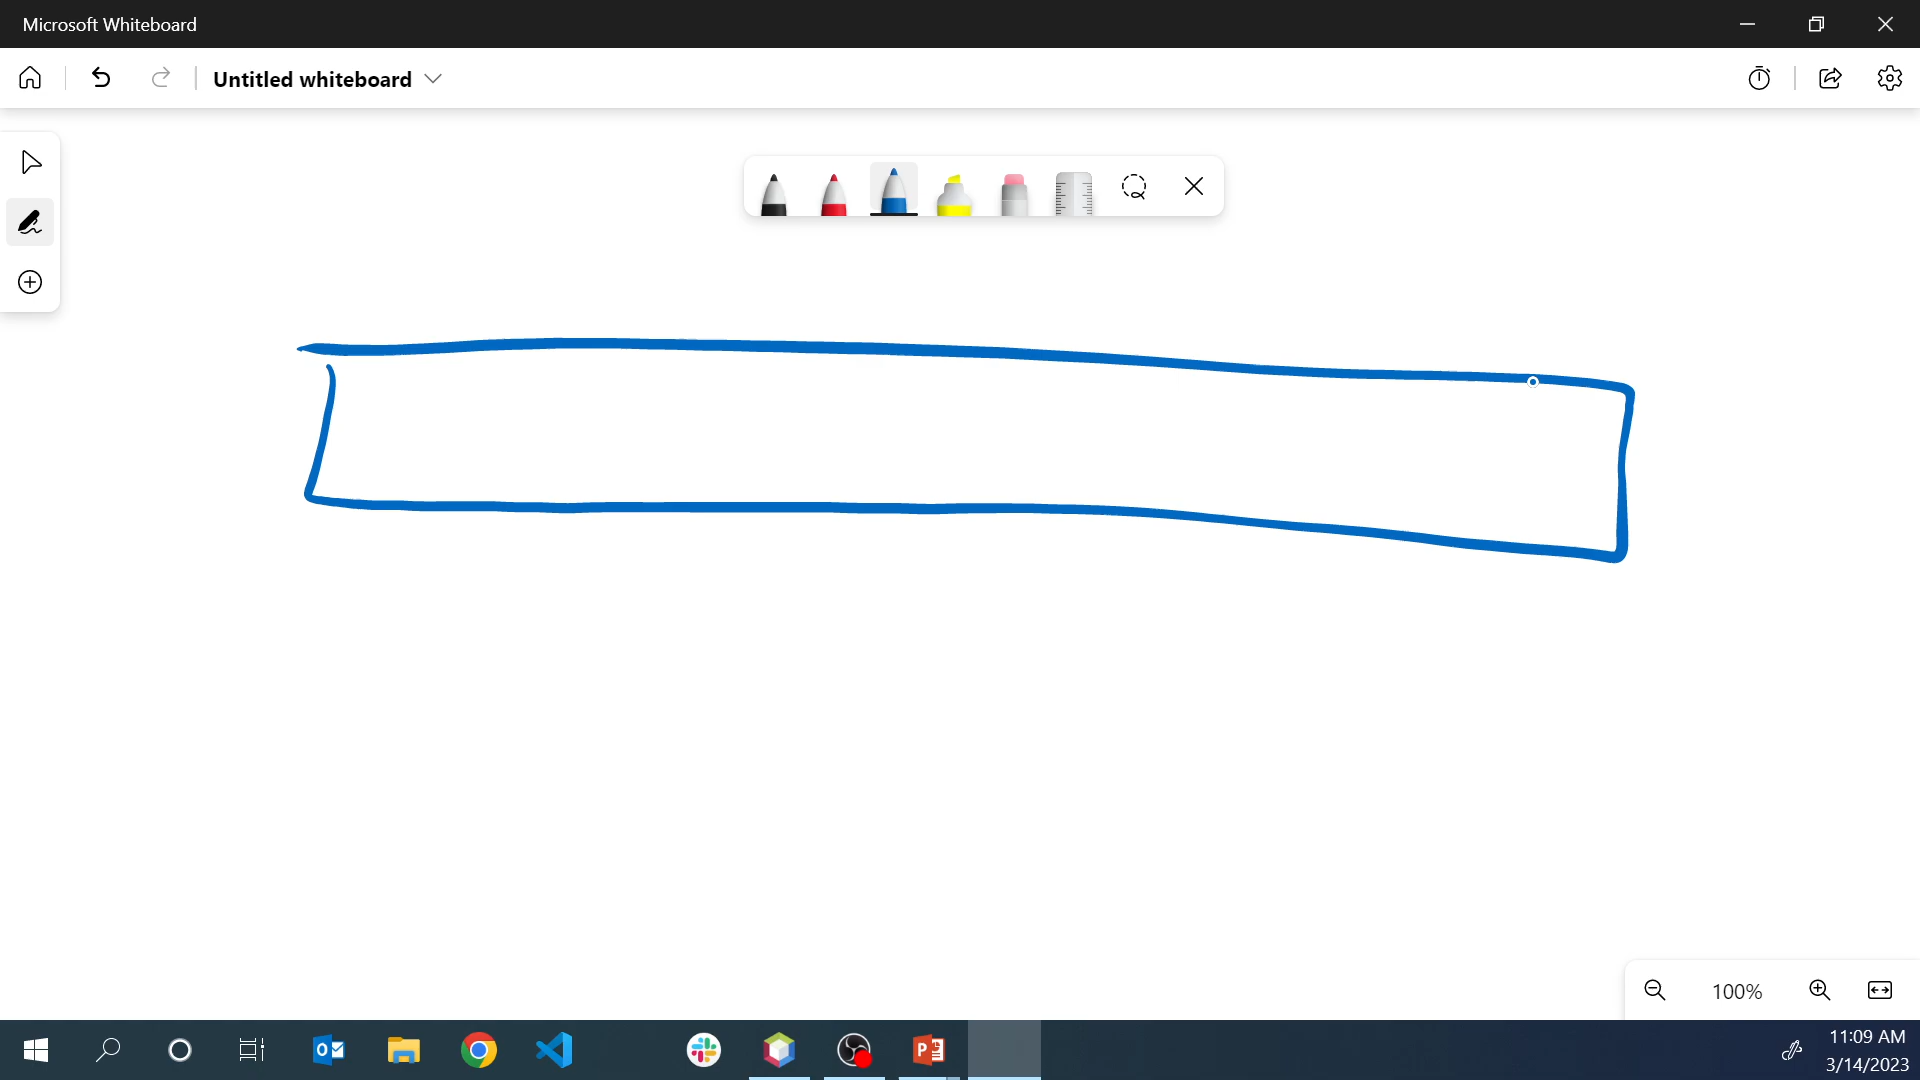 Microsoft Whiteboard
Untitled whiteboard
100%
11:09 AM
3/14/2023